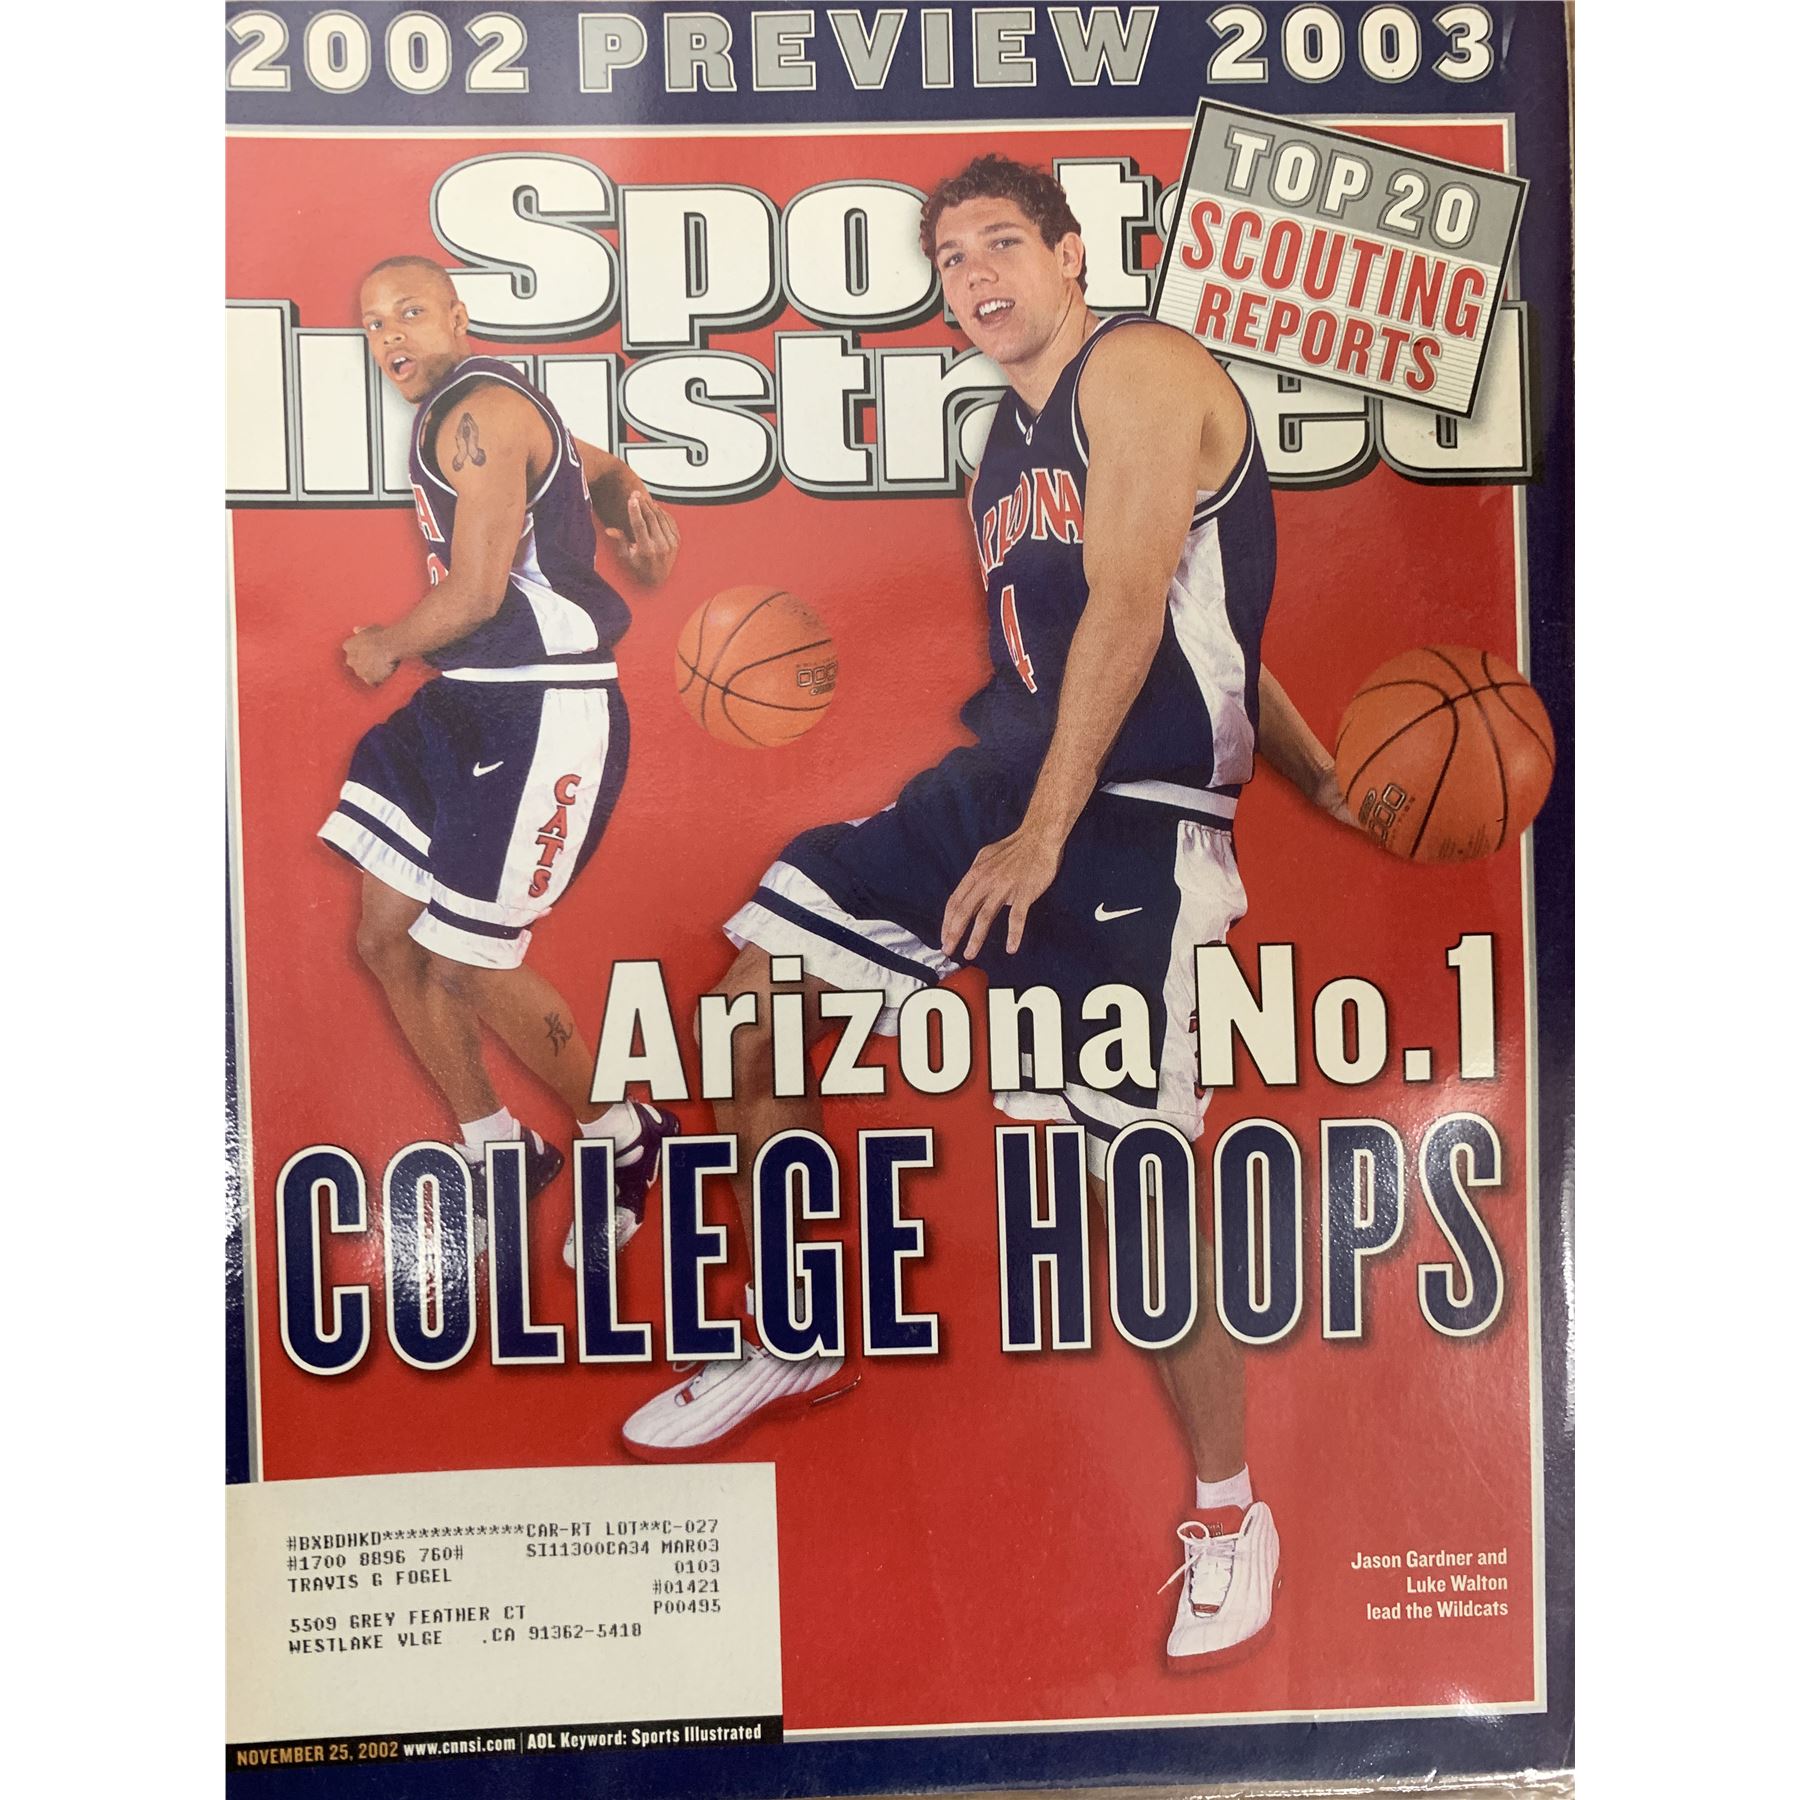 2002 PREVIEW 2003
Sports
Illustrated
TOP 20
SCOUTING
REPORTS
ARIZONA
4
CATS
Arizona No.1
COLLEGE HOOPS
Jason Gardner and
Luke Walton
lead the Wildcats
#BXBDHKD************CAR-RT LOT**C-027
#1700 8896 760# SI11300CA34 MAR03
TRAVIS G FOGEL 0103
#01421
5509 GREY FEATHER CT P00495
WESTLAKE VLGE .CA 91362-5418
NOVEMBER 25, 2002 www.cnnsi.com | AOL Keyword: Sports Illustrated